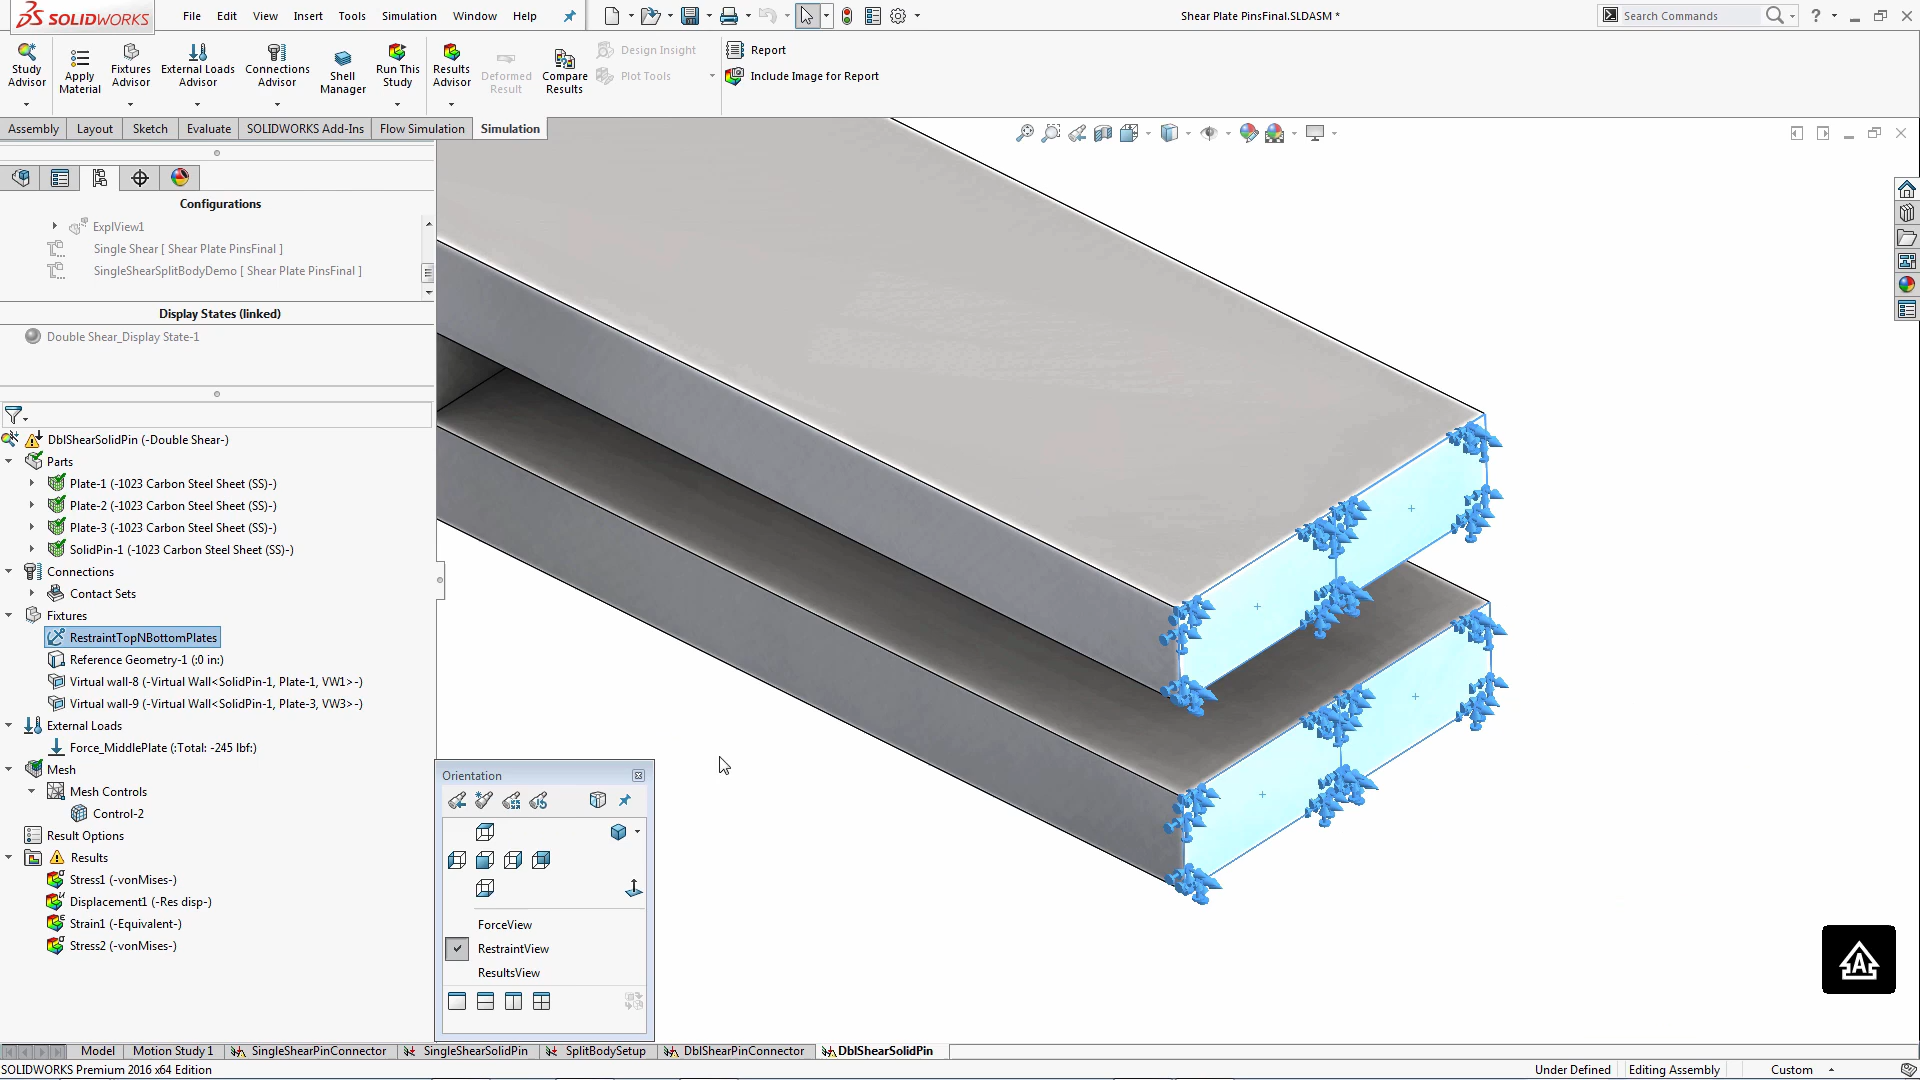 SOLIDWORKS
File Edit View Insert Tools Simulation Window Help
Shear Plate PinsFinal.SLDASM *
Search Commands
Study Advisor
Apply Material
Fixtures Advisor
External Loads Advisor
Connections Advisor
Shell Manager
Run This Study
Results Advisor
Deformed Result
Compare Results
Design Insight
Plot Tools
Report
Include Image for Report
Assembly Layout Sketch Evaluate SOLIDWORKS Add-Ins Flow Simulation Simulation
Configurations
ExplView1
Single Shear [ Shear Plate PinsFinal ]
SingleShearSplitBodyDemo [ Shear Plate PinsFinal ]
Display States (linked)
Double Shear_Display State-1
DblShearSolidPin (-Double Shear-)
Parts
Plate-1 (-1023 Carbon Steel Sheet (SS)-)
Plate-2 (-1023 Carbon Steel Sheet (SS)-)
Plate-3 (-1023 Carbon Steel Sheet (SS)-)
SolidPin-1 (-1023 Carbon Steel Sheet (SS)-)
Connections
Contact Sets
Fixtures
RestraintTopNBottomPlates
Reference Geometry-1 (:0 in:)
Virtual wall-8 (-Virtual Wall<SolidPin-1, Plate-1, VW1>-)
Virtual wall-9 (-Virtual Wall<SolidPin-1, Plate-3, VW3>-)
External Loads
Force_MiddlePlate (:Total: -245 lbf:)
Mesh
Mesh Controls
Control-2
Result Options
Results
Stress1 (-vonMises-)
Displacement1 (-Res disp-)
Strain1 (-Equivalent-)
Stress2 (-vonMises-)
Orientation
ForceView
RestraintView
ResultsView
A
Model Motion Study 1 SingleShearPinConnector SingleShearSolidPin SplitBodySetup DblShearPinConnector DblShearSolidPin
SOLIDWORKS Premium 2016 x64 Edition
Under Defined Editing Assembly Custom